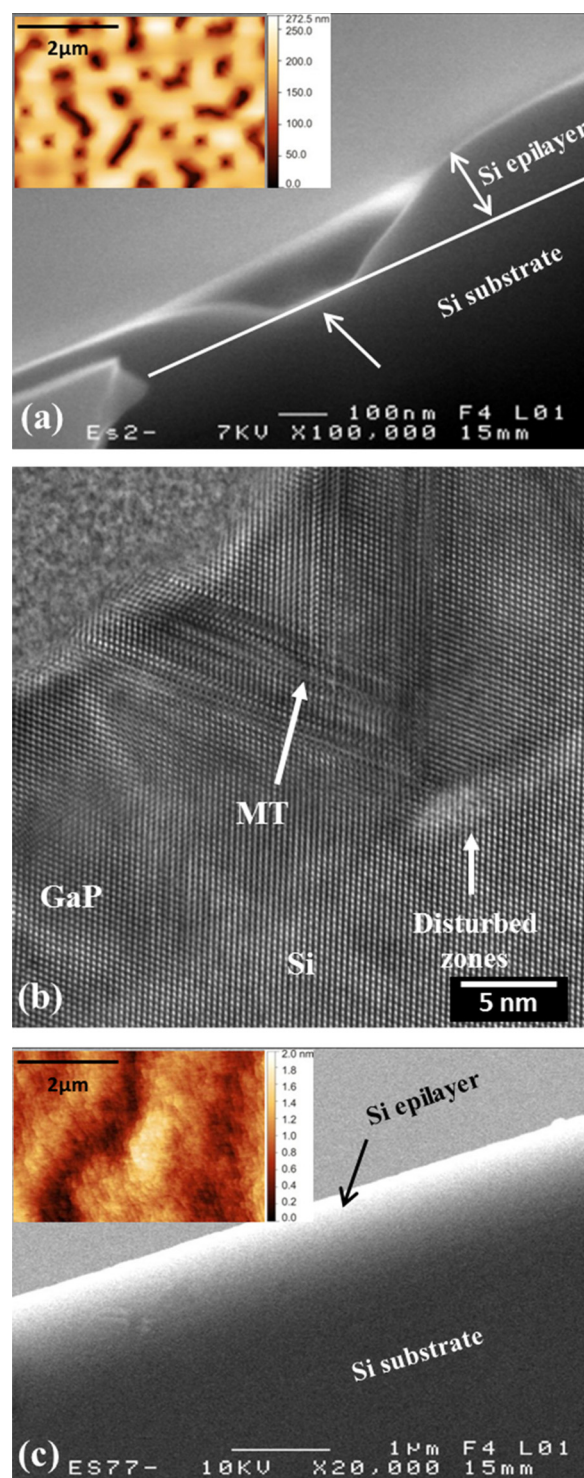 2µm
272.5 nm
250.0
200.0
150.0
100.0
50.0
0.0
Si epilayer
Si substrate
(a)
100nm F4 L01
Es2- 7KV X100,000 15mm
MT
GaP
Si
Disturbed
zones
5 nm
(b)
2µm
2.0 nm
1.8
1.6
1.4
1.2
1.0
0.8
0.6
0.4
0.2
0.0
Si epilayer
Si substrate
(c)
1µm F4 L01
ES77- 10KV X20,000 15mm